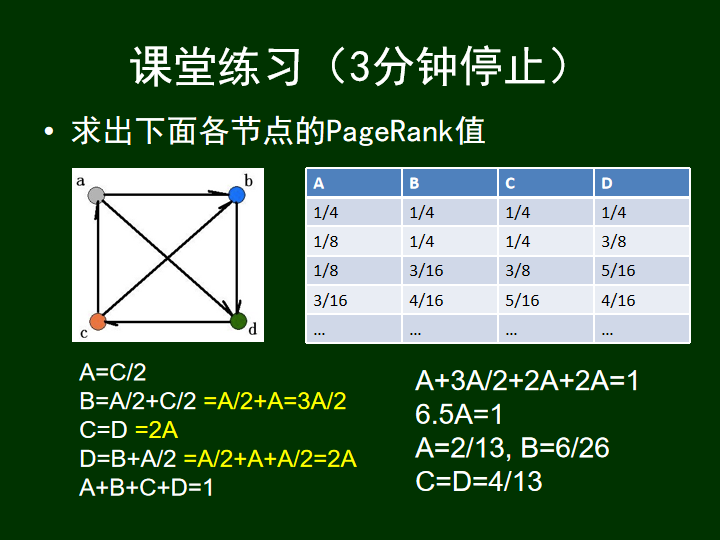 课堂练习（3分钟停止）
• 求出下面各节点的PageRank值
a b
c d
A B C D
1/4 1/4 1/4 1/4
1/8 1/4 1/4 3/8
1/8 3/16 3/8 5/16
3/16 4/16 5/16 4/16
... ... ... ...
A=C/2
B=A/2+C/2 =A/2+A=3A/2
C=D =2A
D=B+A/2 =A/2+A+A/2=2A
A+B+C+D=1
A+3A/2+2A+2A=1
6.5A=1
A=2/13, B=6/26
C=D=4/13